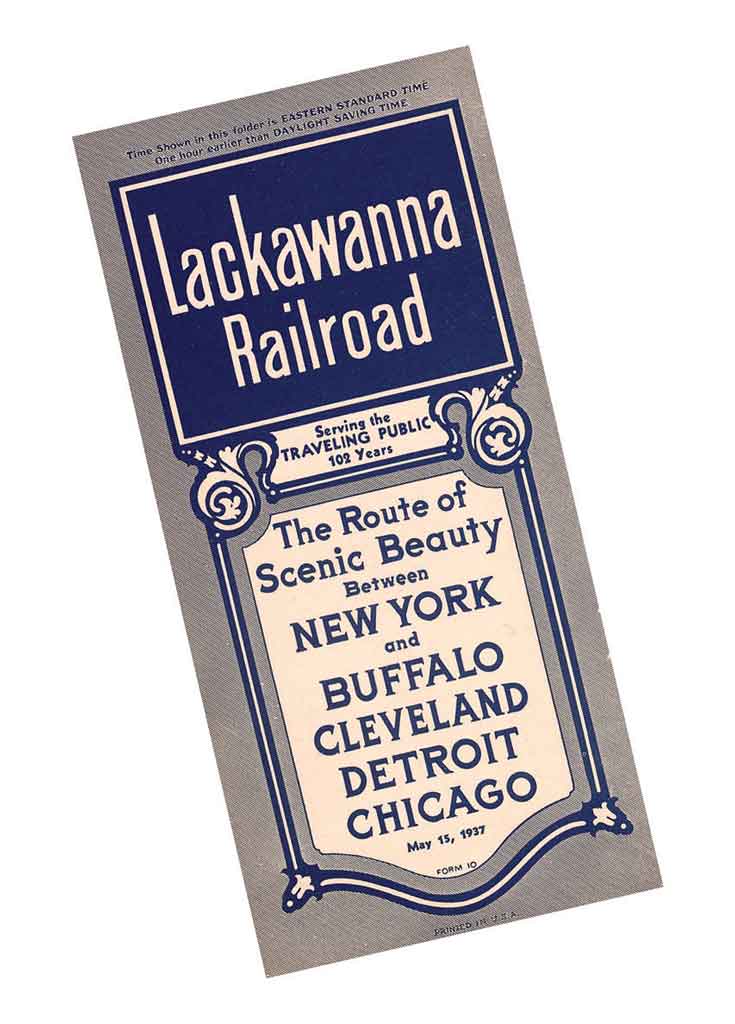 Time Shown in this folder is EASTERN STANDARD TIME
One hour earlier than DAYLIGHT SAVING TIME
Lackawanna
Railroad
Serving the
TRAVELING PUBLIC
102 Years
The Route of
Scenic Beauty
Between
NEW YORK
and
BUFFALO
CLEVELAND
DETROIT
CHICAGO
May 15, 1937
FORM 10
PRINTED IN U.S.A.